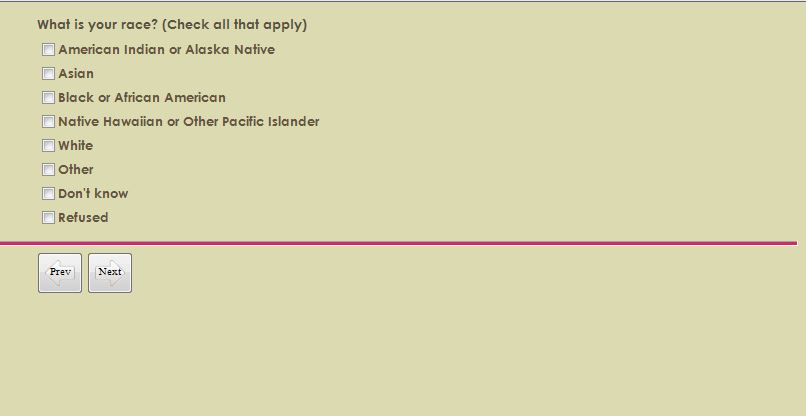 What is your race? (Check all that apply)
American Indian or Alaska Native
Asian
Black or African American
Native Hawaiian or Other Pacific Islander
White
Other
Don't know
Refused
Prev Next